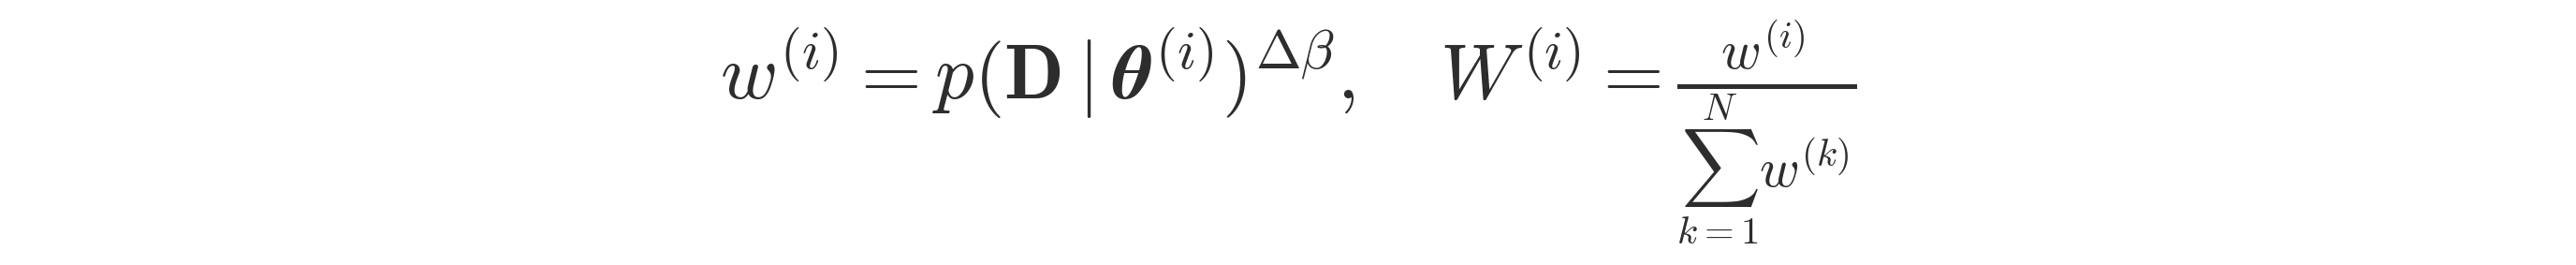 w^{(i)} = p(\mathbf{D} \mid \boldsymbol{\theta}^{(i)})^{\Delta\beta}, \quad W^{(i)} = \frac{w^{(i)}}{\sum_{k=1}^{N} w^{(k)}}